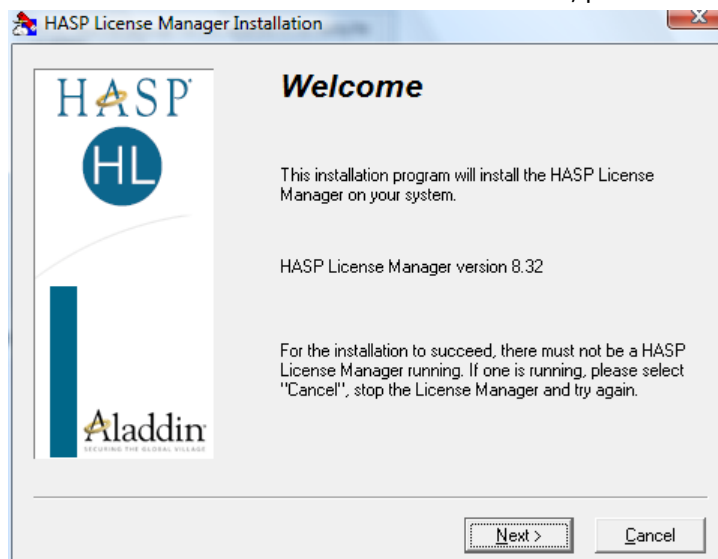 HASP License Manager Installation
HASP
HL
Welcome
This installation program will install the HASP License
Manager on your system.
HASP License Manager version 8.32
For the installation to succeed, there must not be a HASP
License Manager running. If one is running, please select
"Cancel", stop the License Manager and try again.
Aladdin
SECURING THE GLOBAL VILLAGE
Next >
Cancel